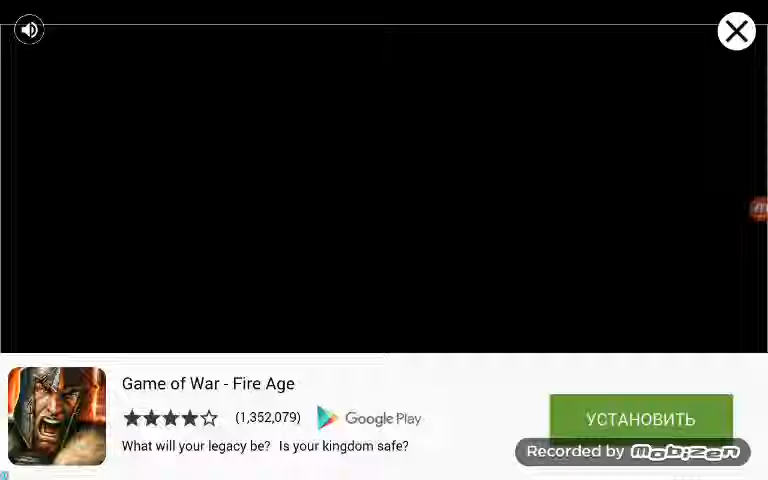 Game of War - Fire Age
(1,352,079) Google Play
What will your legacy be? Is your kingdom safe?
УСТАНОВИТЬ
Recorded by mobizen